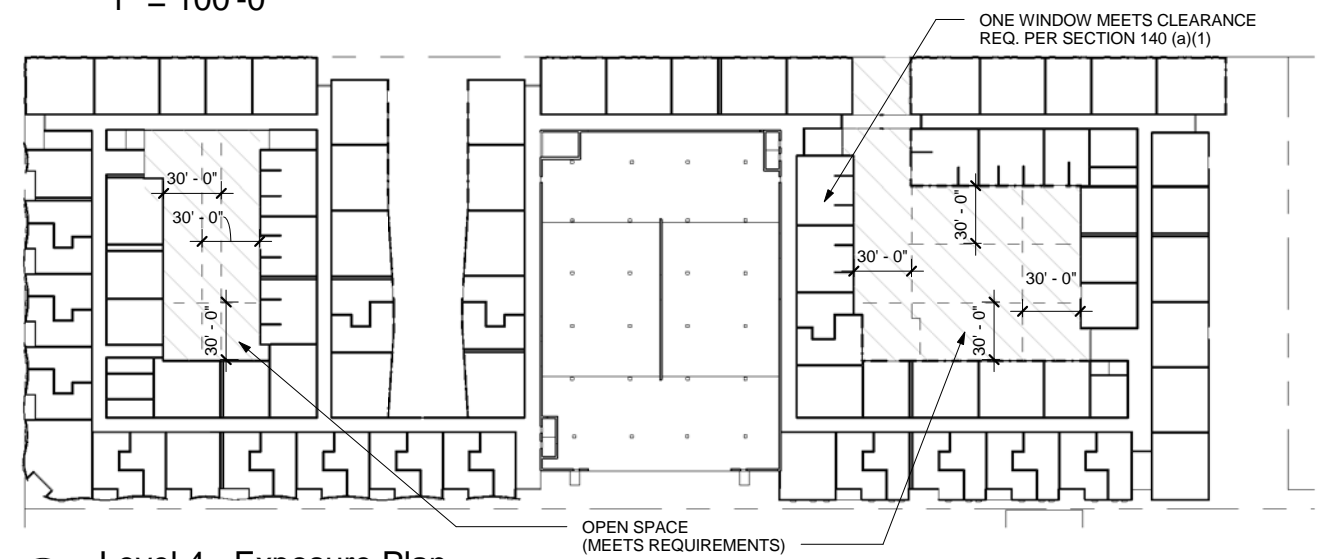 1" = 100'-0"
ONE WINDOW MEETS CLEARANCE
REQ. PER SECTION 140 (a)(1)
30' - 0"
30' - 0"
30' - 0"
30' - 0"
30' - 0"
30' - 0"
30' - 0"
OPEN SPACE
(MEETS REQUIREMENTS)
Level 4 - Exposure Plan